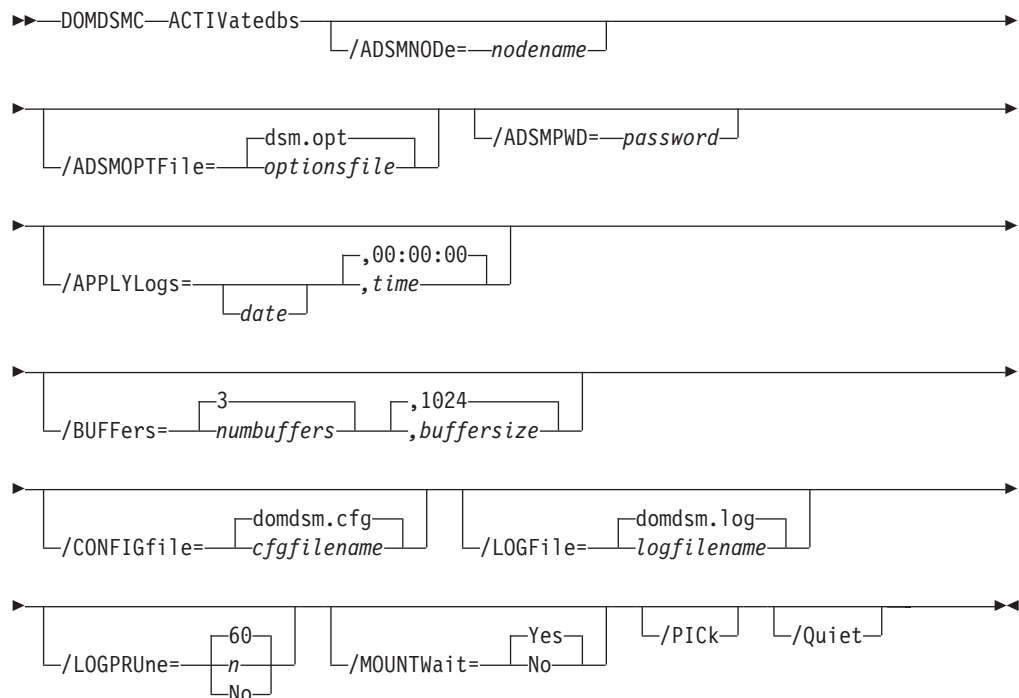 DOMDSMC ACTIVatedbs
/ADSMNODe= nodename
dsm.opt
/ADSMOPTFile= optionsfile
/ADSMPWD= password
,00:00:00
/APPLYLogs= date ,time
3 ,1024
/BUFFers= numbuffers ,buffersize
domdsm.cfg
/CONFIGfile= cfgfilename
domdsm.log
/LOGFile= logfilename
60
/LOGPRUne= n
No
Yes
/MOUNTWait= No
/PICk
/Quiet